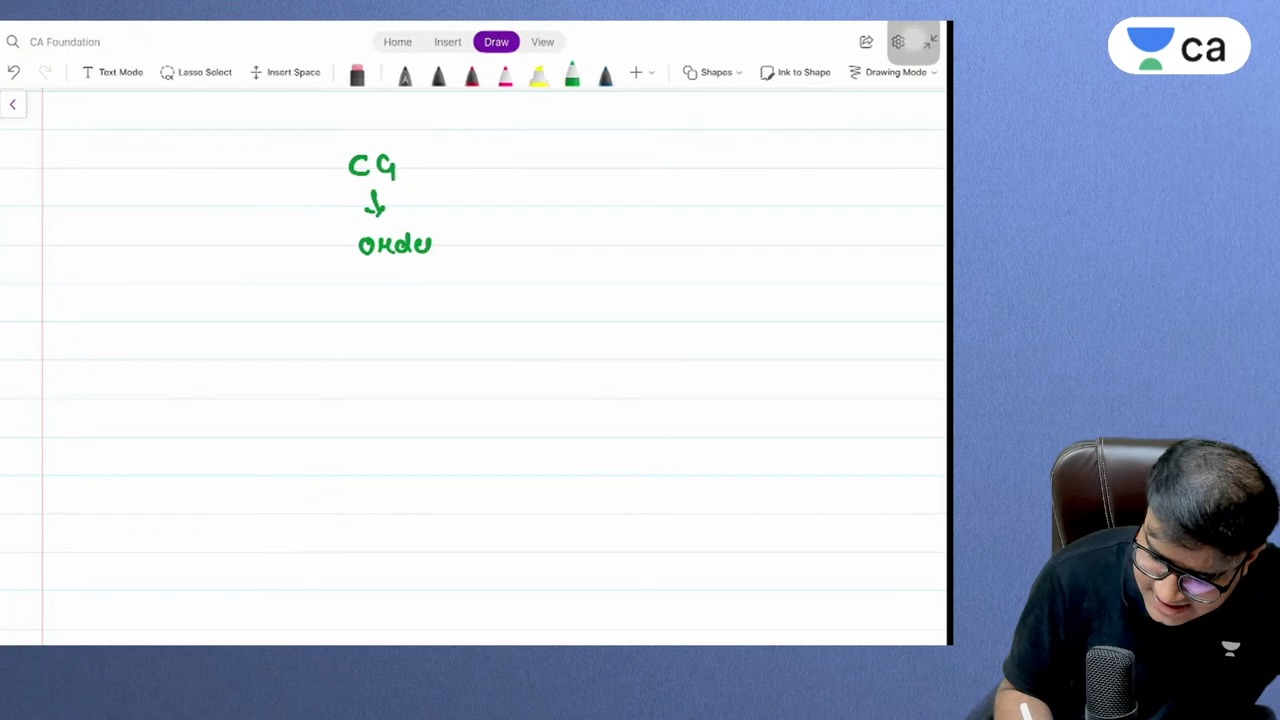 CA Foundation
Home Insert Draw View
ca
Text Mode Lasso Select Insert Space Shapes Ink to Shape Drawing Mode
CG
order